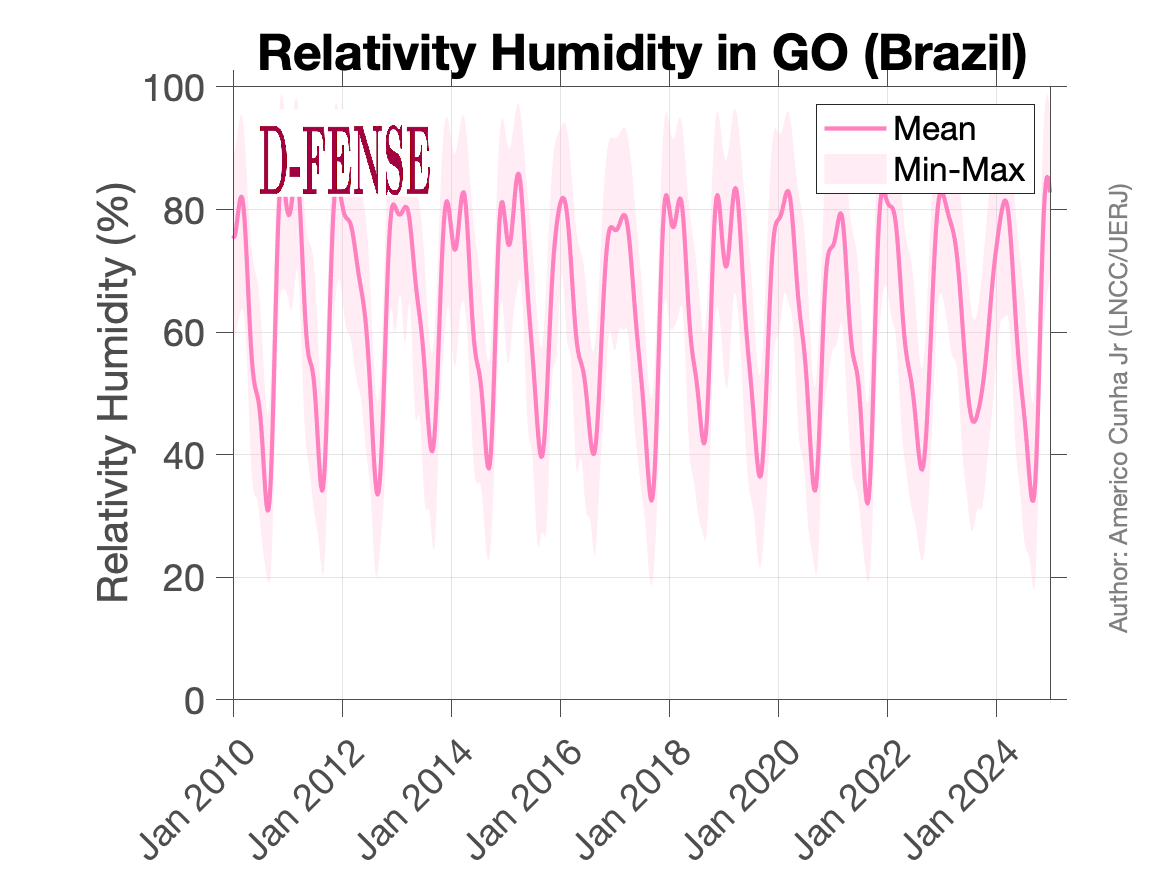 Relativity Humidity in GO (Brazil)
D-FENSE
Mean
Min-Max
Relativity Humidity (%)
100
80
60
40
20
0
Jan 2010
Jan 2012
Jan 2014
Jan 2016
Jan 2018
Jan 2020
Jan 2022
Jan 2024
Author: Americo Cunha Jr (LNCC/UERJ)